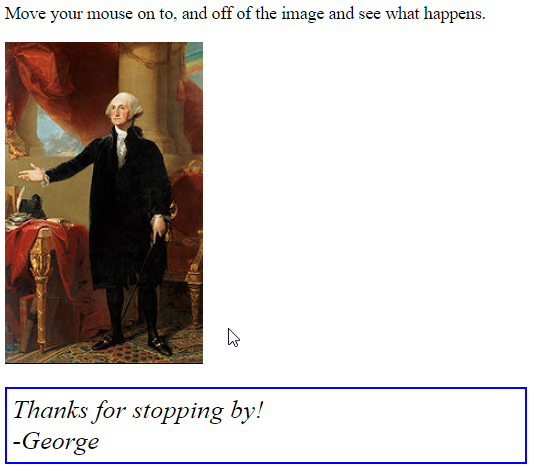 Move your mouse on to, and off of the image and see what happens.
Thanks for stopping by!
-George